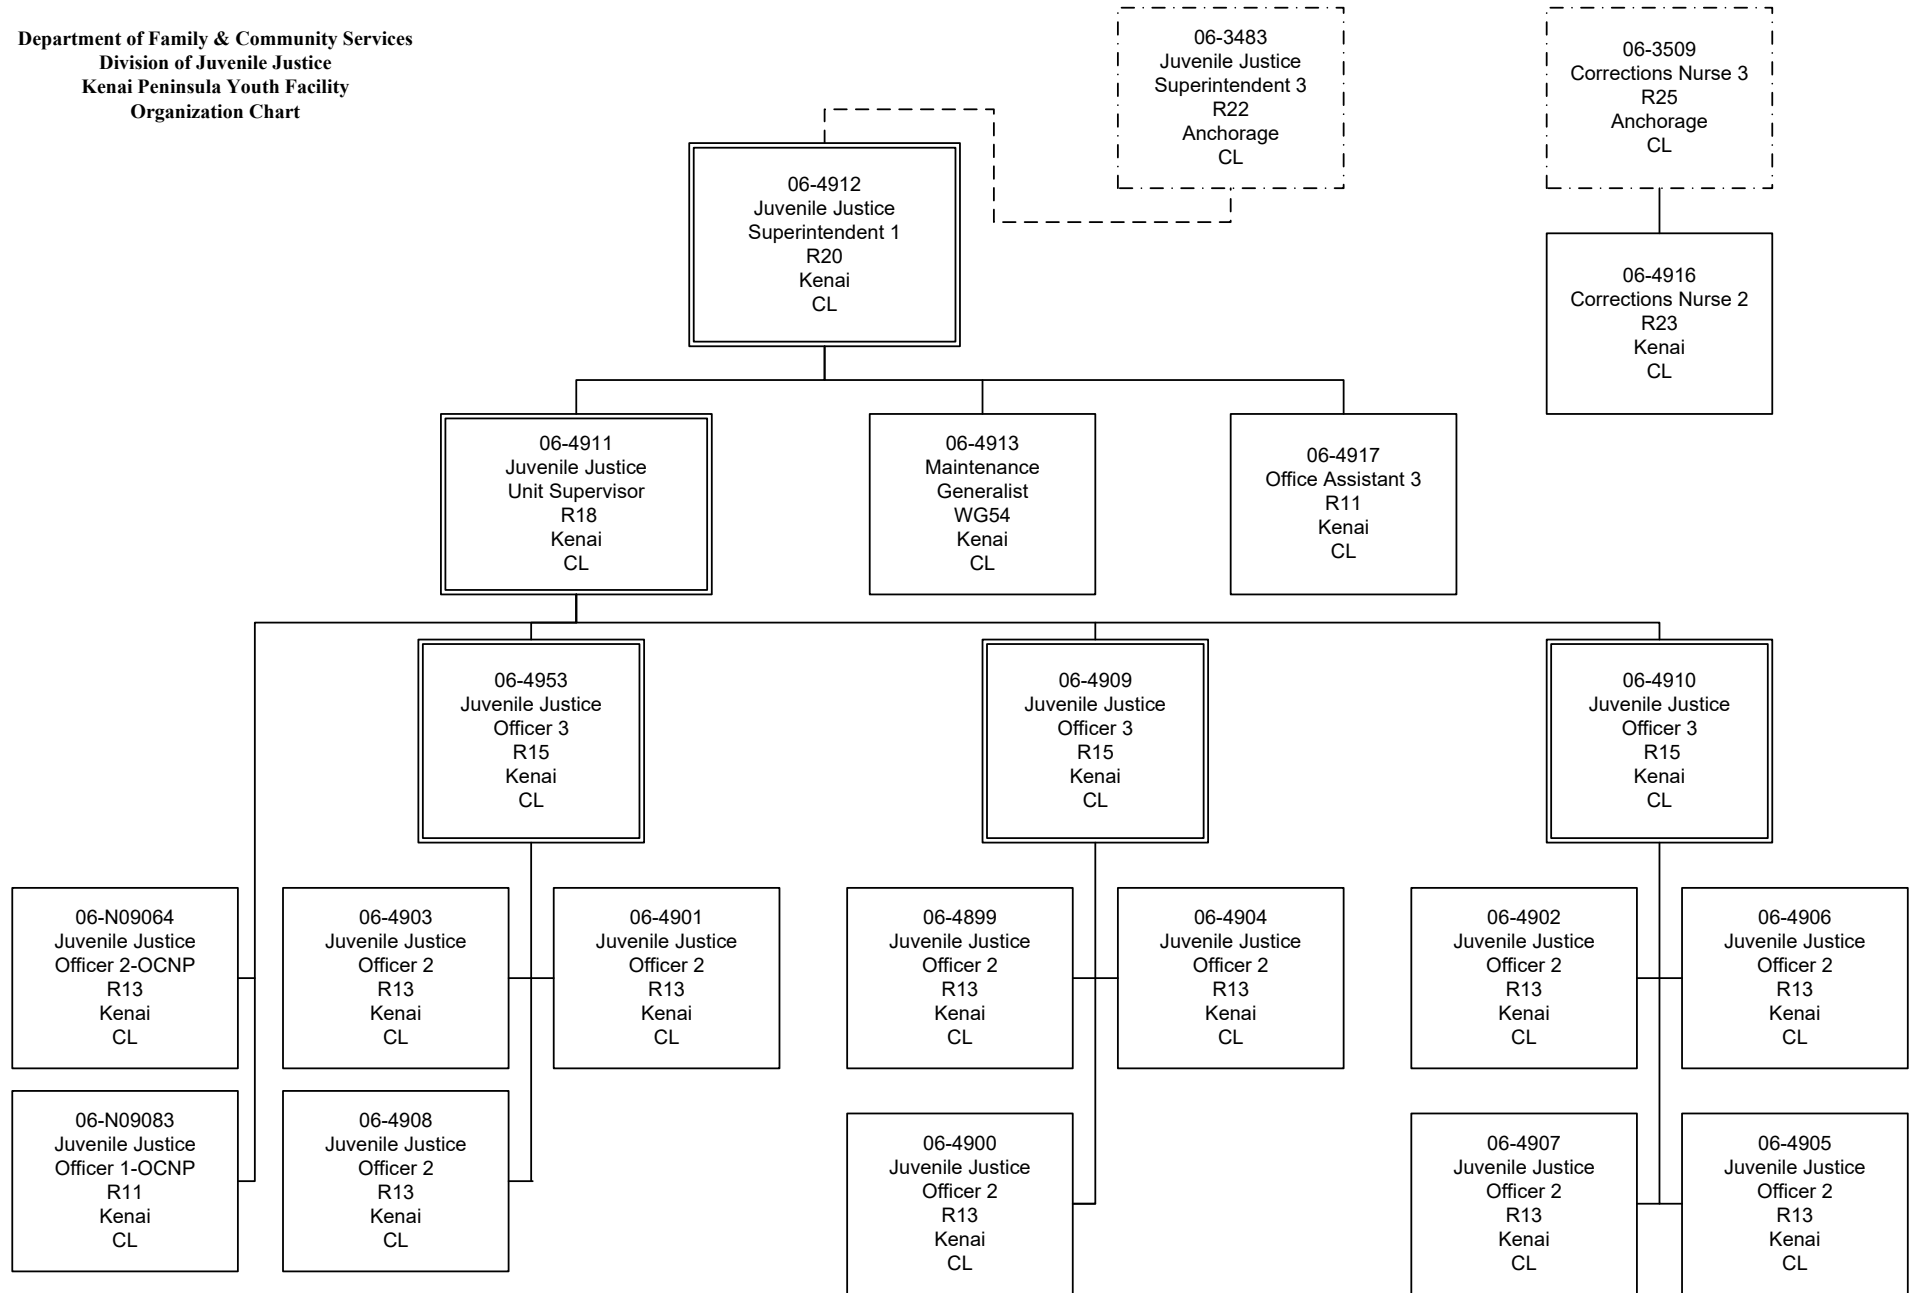 Department of Family & Community Services
Division of Juvenile Justice
Kenai Peninsula Youth Facility
Organization Chart
06-3483
Juvenile Justice
Superintendent 3
R22
Anchorage
CL
06-3509
Corrections Nurse 3
R25
Anchorage
CL
06-4912
Juvenile Justice
Superintendent 1
R20
Kenai
CL
06-4916
Corrections Nurse 2
R23
Kenai
CL
06-4911
Juvenile Justice
Unit Supervisor
R18
Kenai
CL
06-4913
Maintenance
Generalist
WG54
Kenai
CL
06-4917
Office Assistant 3
R11
Kenai
CL
06-4953
Juvenile Justice
Officer 3
R15
Kenai
CL
06-4909
Juvenile Justice
Officer 3
R15
Kenai
CL
06-4910
Juvenile Justice
Officer 3
R15
Kenai
CL
06-N09064
Juvenile Justice
Officer 2-OCNP
R13
Kenai
CL
06-4903
Juvenile Justice
Officer 2
R13
Kenai
CL
06-4901
Juvenile Justice
Officer 2
R13
Kenai
CL
06-4899
Juvenile Justice
Officer 2
R13
Kenai
CL
06-4904
Juvenile Justice
Officer 2
R13
Kenai
CL
06-4902
Juvenile Justice
Officer 2
R13
Kenai
CL
06-4906
Juvenile Justice
Officer 2
R13
Kenai
CL
06-N09083
Juvenile Justice
Officer 1-OCNP
R11
Kenai
CL
06-4908
Juvenile Justice
Officer 2
R13
Kenai
CL
06-4900
Juvenile Justice
Officer 2
R13
Kenai
CL
06-4907
Juvenile Justice
Officer 2
R13
Kenai
CL
06-4905
Juvenile Justice
Officer 2
R13
Kenai
CL